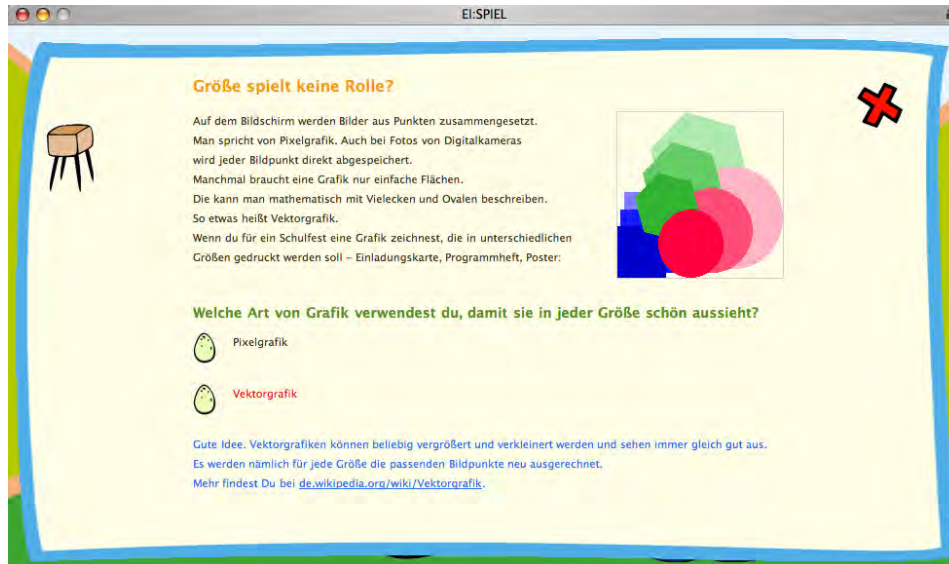 EI:SPIEL
Größe spielt keine Rolle?
Auf dem Bildschirm werden Bilder aus Punkten zusammengesetzt.
Man spricht von Pixelgrafik. Auch bei Fotos von Digitalkameras
wird jeder Bildpunkt direkt abgespeichert.
Manchmal braucht eine Grafik nur einfache Flächen.
Die kann man mathematisch mit Vielecken und Ovalen beschreiben.
So etwas heißt Vektorgrafik.
Wenn du für ein Schulfest eine Grafik zeichnest, die in unterschiedlichen
Größen gedruckt werden soll – Einladungskarte, Programmheft, Poster:
Welche Art von Grafik verwendest du, damit sie in jeder Größe schön aussieht?
Pixelgrafik
Vektorgrafik
Gute Idee. Vektorgrafiken können beliebig vergrößert und verkleinert werden und sehen immer gleich gut aus.
Es werden nämlich für jede Größe die passenden Bildpunkte neu ausgerechnet.
Mehr findest Du bei de.wikipedia.org/wiki/Vektorgrafik.